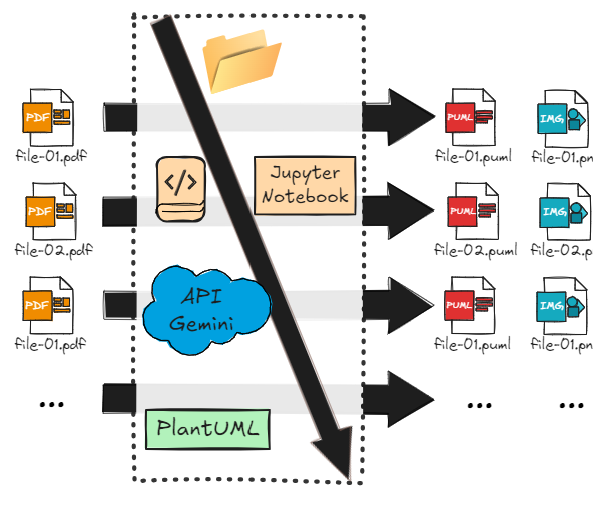 PDF
file-01.pdf
PUML
file-01.puml
IMG
file-01.pn
</>
Jupyter
Notebook
PDF
file-02.pdf
PUML
file-02.puml
IMG
file-02.p
API
Gemini
PDF
file-01.pdf
PUML
file-01.puml
IMG
file-01.pn
...
... 
...
PlantUML